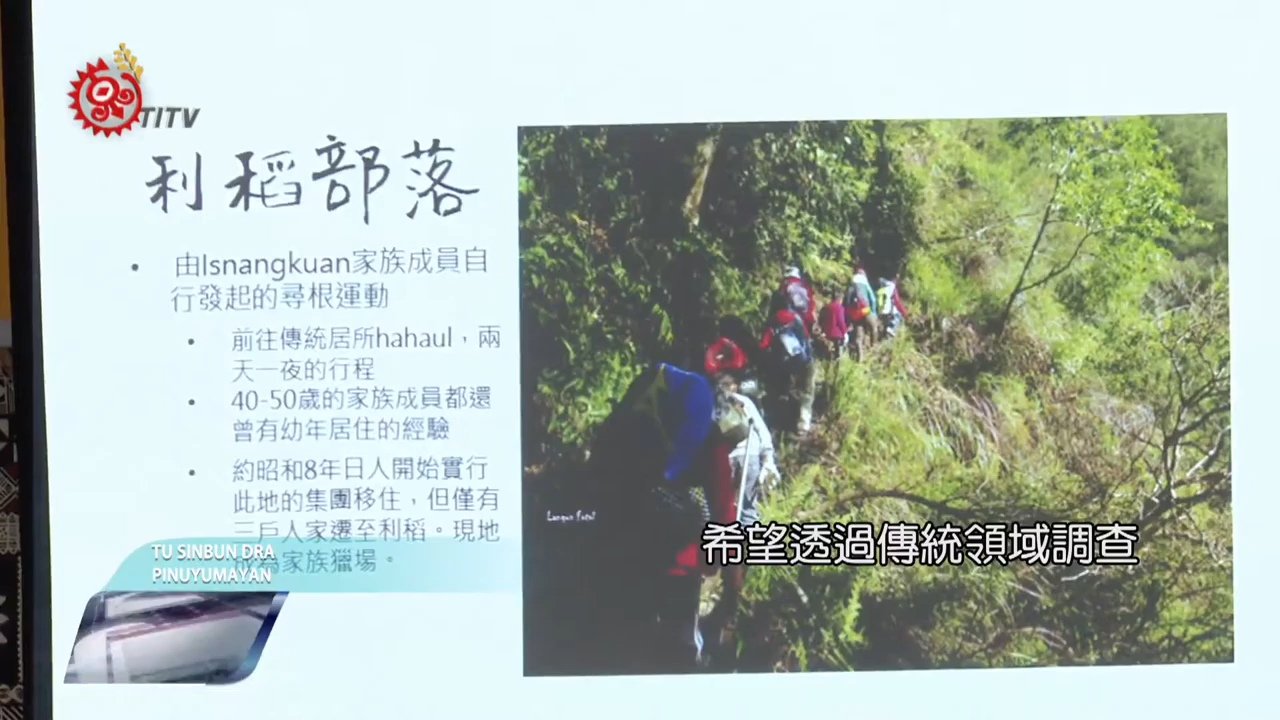 TITV
利稻部落
• 由Isnangkuan家族成員自
行發起的尋根運動
• 前往傳統居所hahaul，兩
天一夜的行程
• 40-50歲的家族成員都還
曾有幼年居住的經驗
• 約昭和8年日人開始實行
此地的集團移住，但僅有
三戶人家遷至利稻。現地
為家族獵場。
TU SINBUN DRA
PINUYUMAYAN
希望透過傳統領域調查